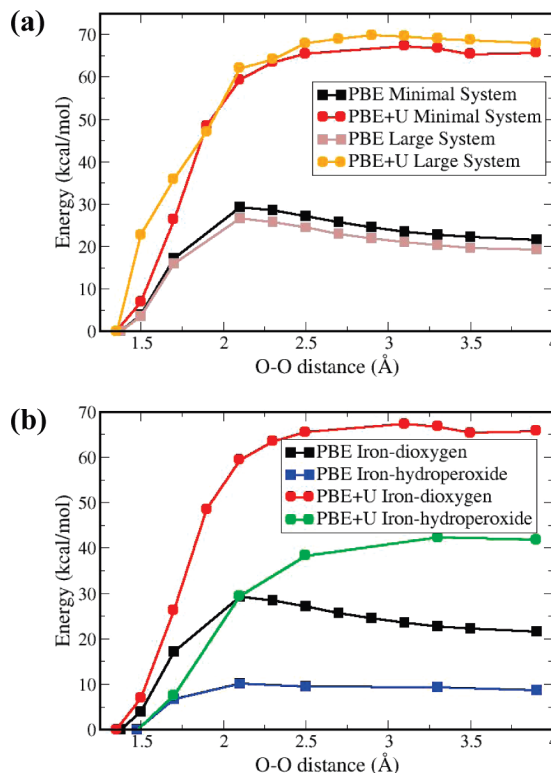 (a)
70
60
50
40
30
20
10
0
Energy (kcal/mol)
PBE Minimal System
PBE+U Minimal System
PBE Large System
PBE+U Large System
1.5 2 2.5 3 3.5 4
O-O distance (Å)
(b)
70
60
50
40
30
20
10
0
Energy (kcal/mol)
PBE Iron-dioxygen
PBE Iron-hydroperoxide
PBE+U Iron-dioxygen
PBE+U Iron-hydroperoxide
1.5 2 2.5 3 3.5 4
O-O distance (Å)